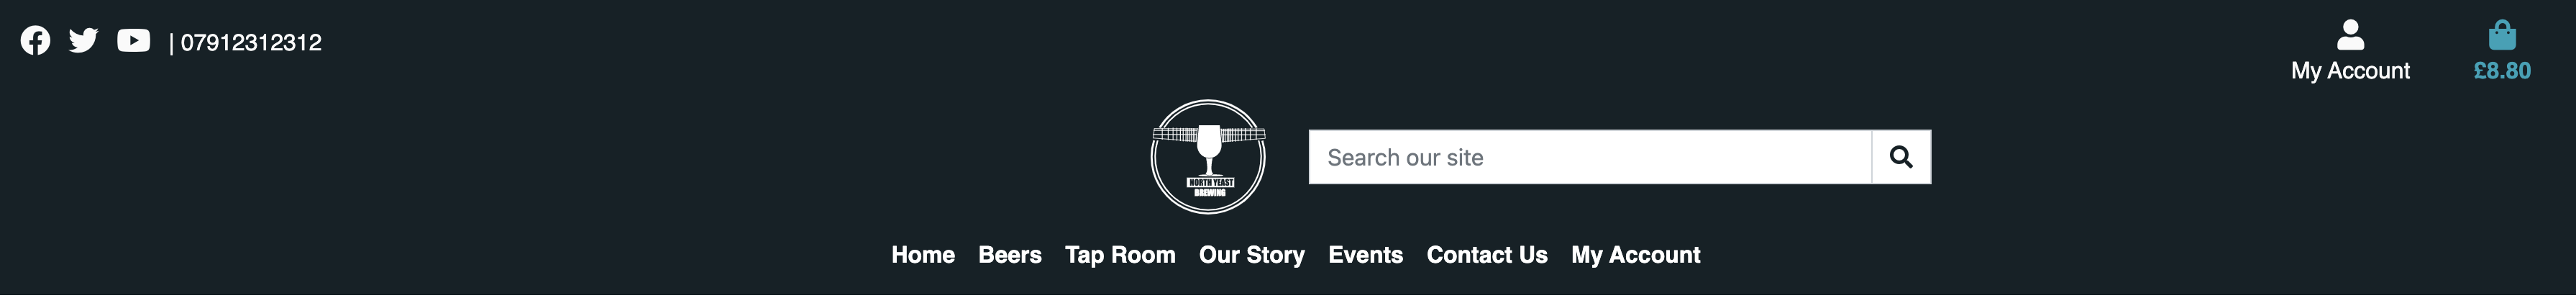 | 07912312312
My Account
£8.80
NORTH YEAST
BREWING
Search our site
Home Beers Tap Room Our Story Events Contact Us My Account